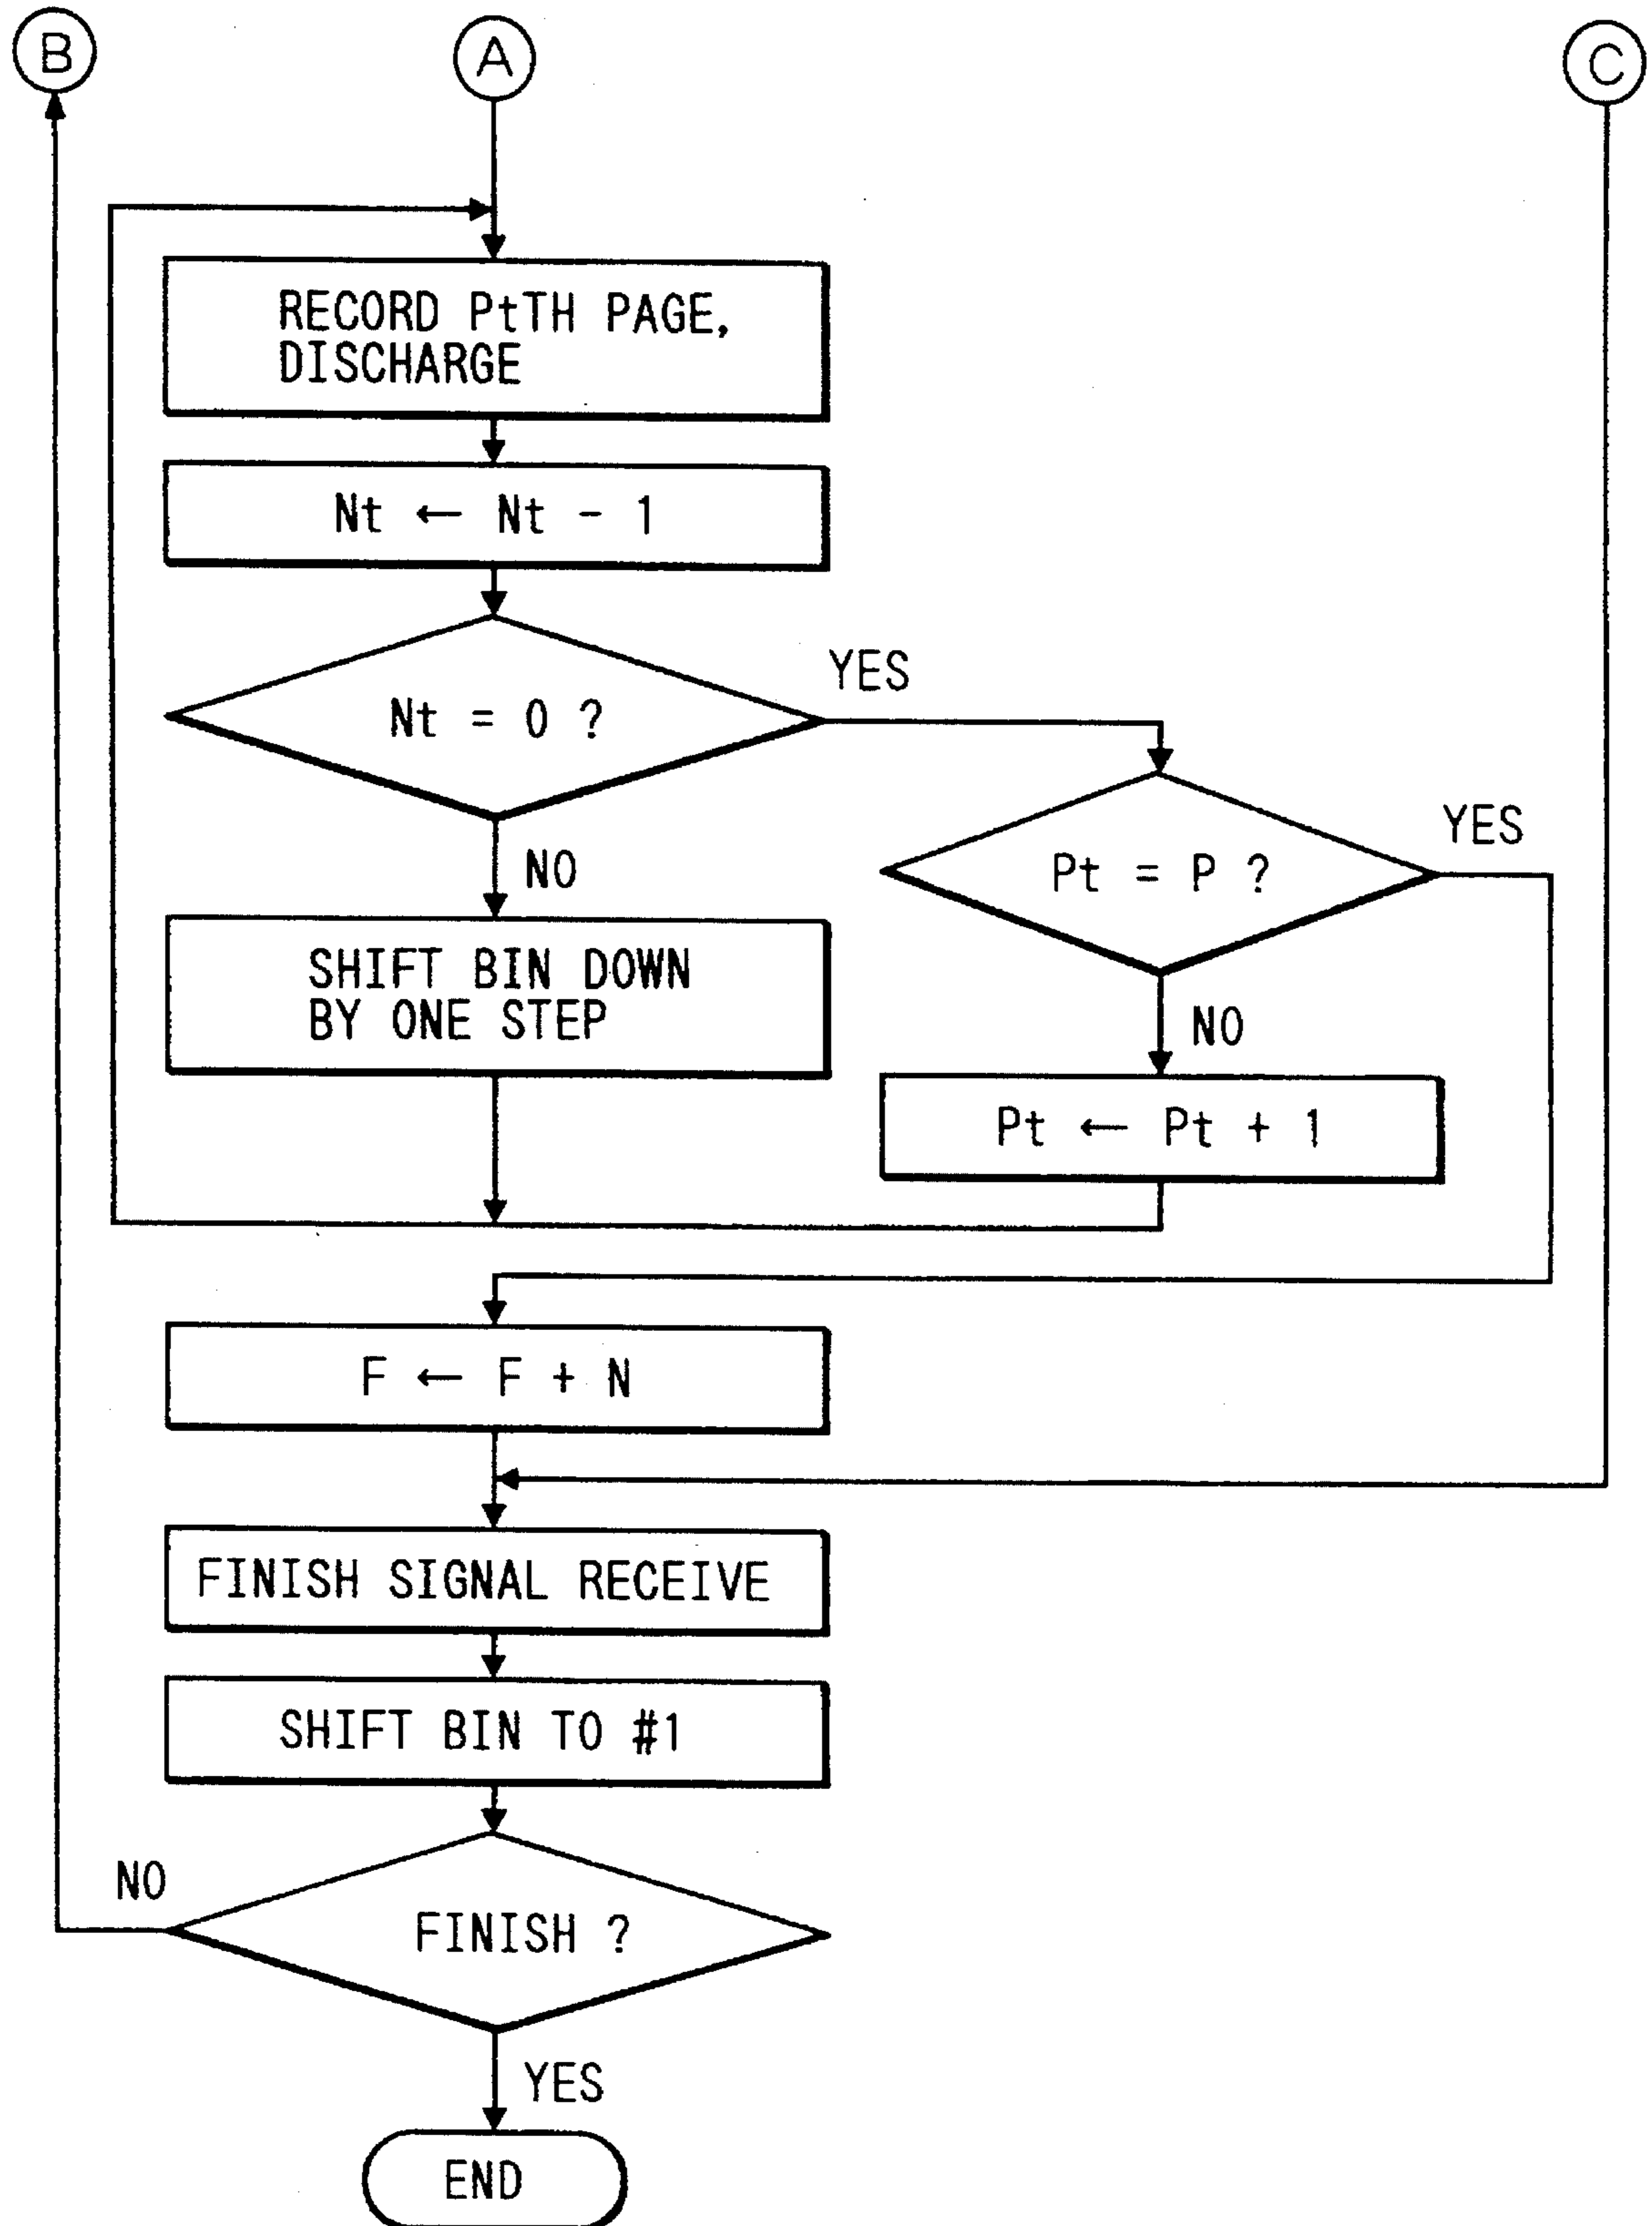 B
A
C
RECORD PtTH PAGE,
DISCHARGE
Nt ← Nt - 1
Nt = 0 ?
YES
NO
Pt = P ?
YES
NO
SHIFT BIN DOWN
BY ONE STEP
Pt ← Pt + 1
F ← F + N
FINISH SIGNAL RECEIVE
SHIFT BIN TO #1
FINISH ?
NO
YES
END